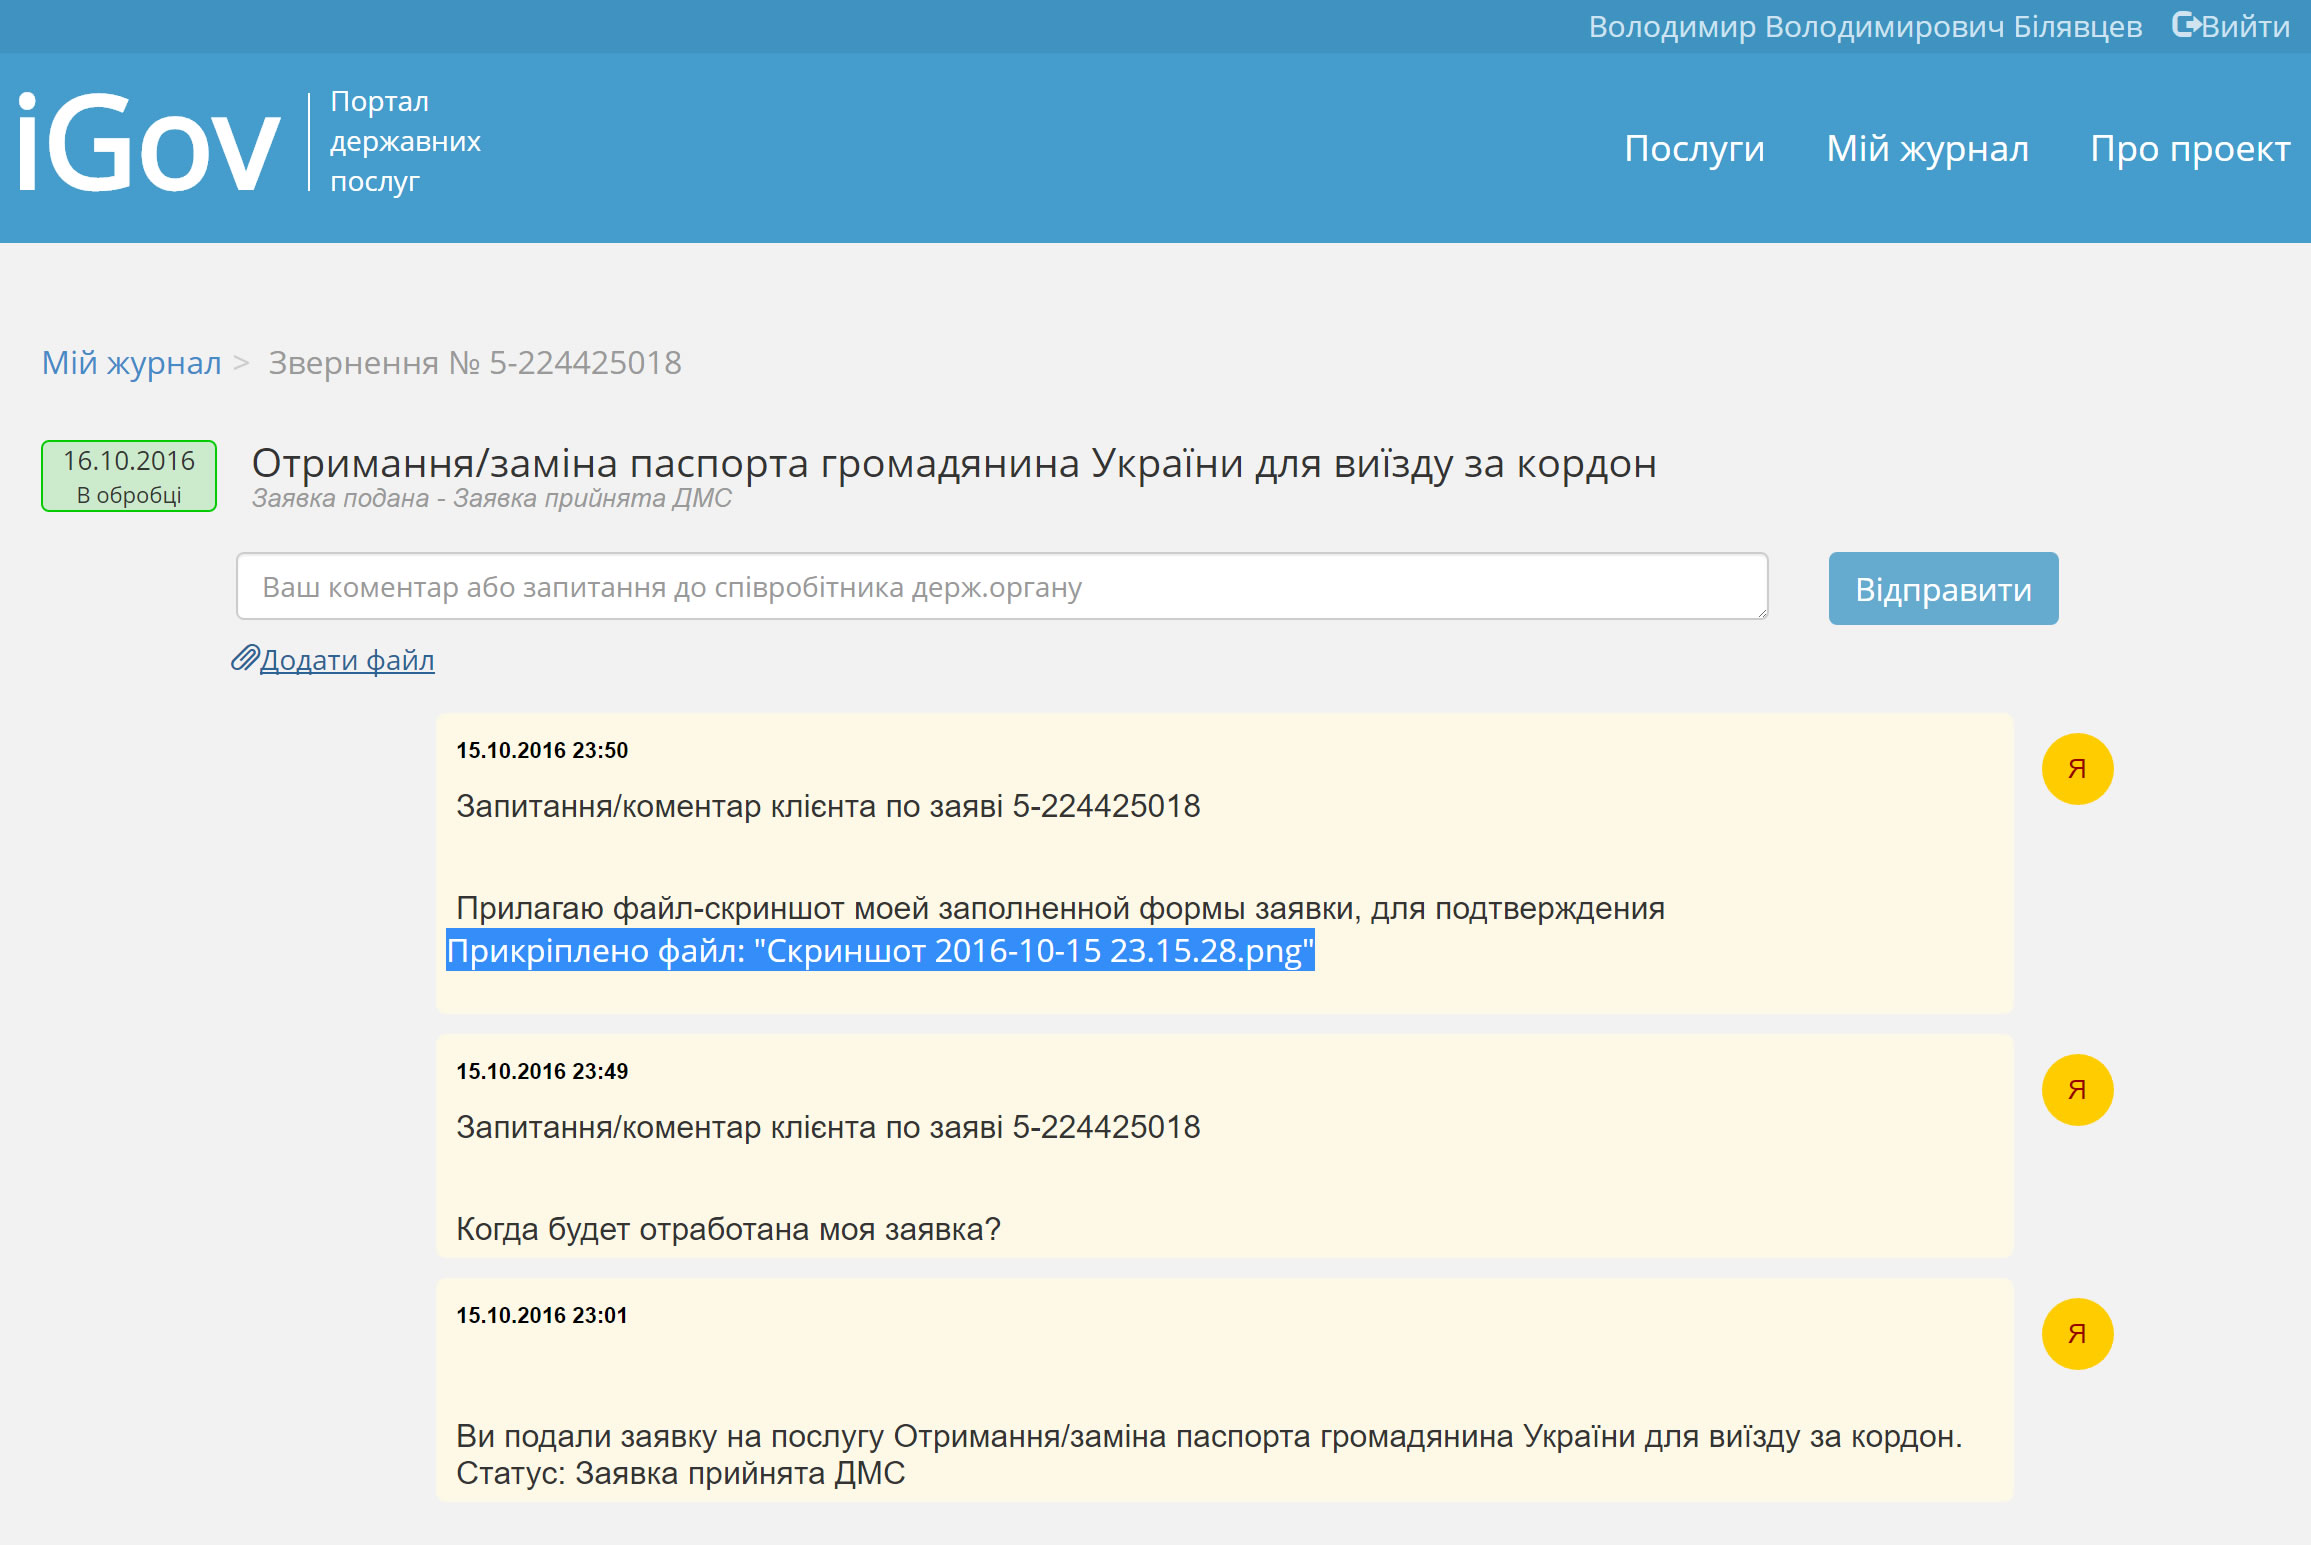 Володимир Володимирович Білявцев Вийти
iGov
Портал
державних
послуг
Послуги Мій журнал Про проект
Мій журнал > Звернення № 5-224425018
16.10.2016
В обробці
Отримання/заміна паспорта громадянина України для виїзду за кордон
Заявка подана - Заявка прийнята ДМС
Ваш коментар або запитання до співробітника держ.органу
Відправити
Додати файл
15.10.2016 23:50
Я
Запитання/коментар клієнта по заяві 5-224425018
Прилагаю файл-скриншот моей заполненной формы заявки, для подтверждения
Прикріплено файл: "Скриншот 2016-10-15 23.15.28.png"
15.10.2016 23:49
Я
Запитання/коментар клієнта по заяві 5-224425018
Когда будет отработана моя заявка?
15.10.2016 23:01
Я
Ви подали заявку на послугу Отримання/заміна паспорта громадянина України для виїзду за кордон.
Статус: Заявка прийнята ДМС